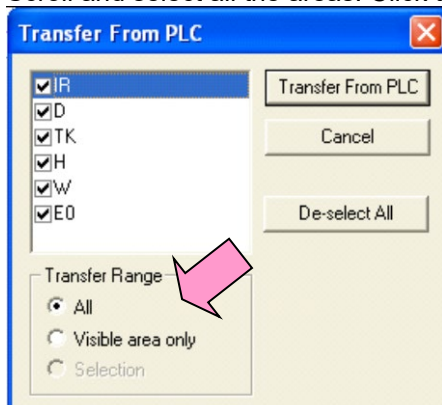 Transfer From PLC
IR
D
TK
H
W
E0
Transfer From PLC
Cancel
De-select All
Transfer Range
All
Visible area only
Selection